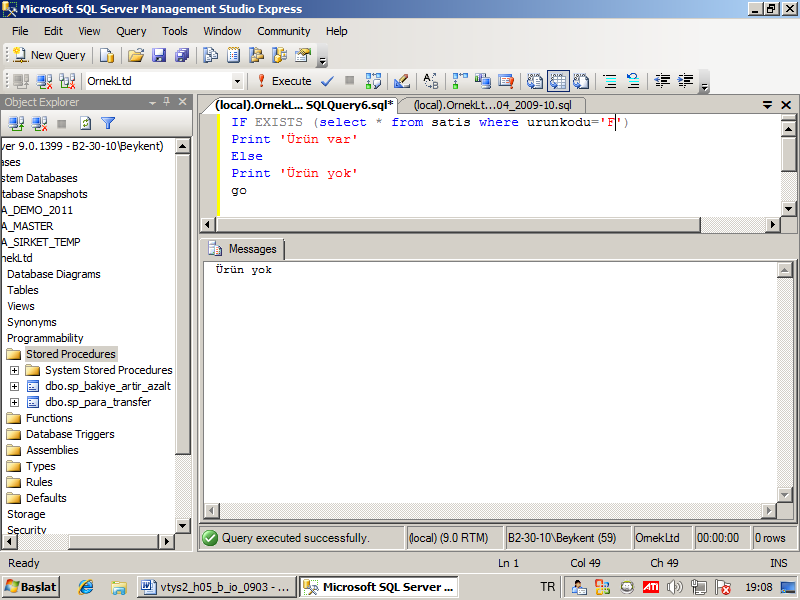 Microsoft SQL Server Management Studio Express
File Edit View Query Tools Window Community Help
New Query
OrnekLtd Execute
Object Explorer
(local).OrnekL... SQLQuery6.sql* (local).OrnekLt...04_2009-10.sql
ver 9.0.1399 - B2-30-10\Beykent)
ases
stem Databases
tabase Snapshots
A_DEMO_2011
A_MASTER
A_SIRKET_TEMP
nekLtd
Database Diagrams
Tables
Views
Synonyms
Programmability
Stored Procedures
System Stored Procedures
dbo.sp_bakiye_artir_azalt
dbo.sp_para_transfer
Functions
Database Triggers
Assemblies
Types
Rules
Defaults
Storage
Security
IF EXISTS (select * from satis where urunkodu='F')
Print 'Ürün var'
Else
Print 'Ürün yok'
go
Messages
Ürün yok
Query executed successfully. (local) (9.0 RTM) B2-30-10\Beykent (59) OrnekLtd 00:00:00 0 rows
Ready Ln 1 Col 49 Ch 49 INS
Başlat vtys2_h05_b_io_0903 - ... Microsoft SQL Server ... TR ATI 19:08